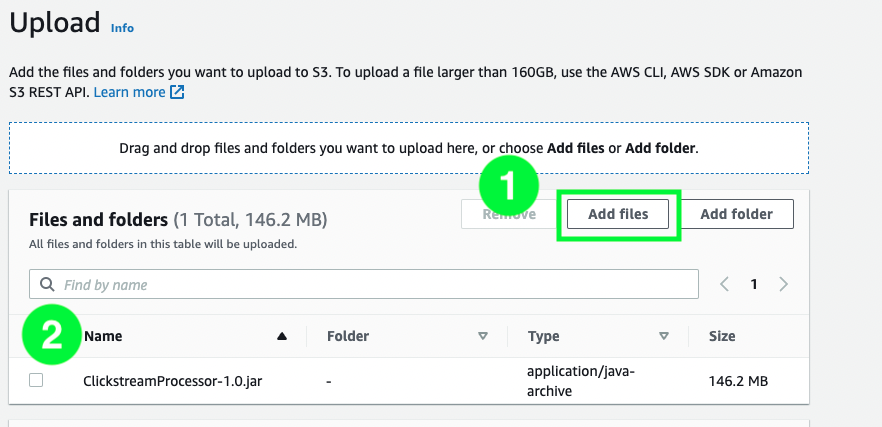 Upload Info
Add the files and folders you want to upload to S3. To upload a file larger than 160GB, use the AWS CLI, AWS SDK or Amazon
S3 REST API. Learn more
Drag and drop files and folders you want to upload here, or choose Add files or Add folder.
1
Files and folders (1 Total, 146.2 MB)
Remove Add files Add folder
All files and folders in this table will be uploaded.
Find by name
1
2
Name Folder Type Size
ClickstreamProcessor-1.0.jar - application/java-
archive 146.2 MB